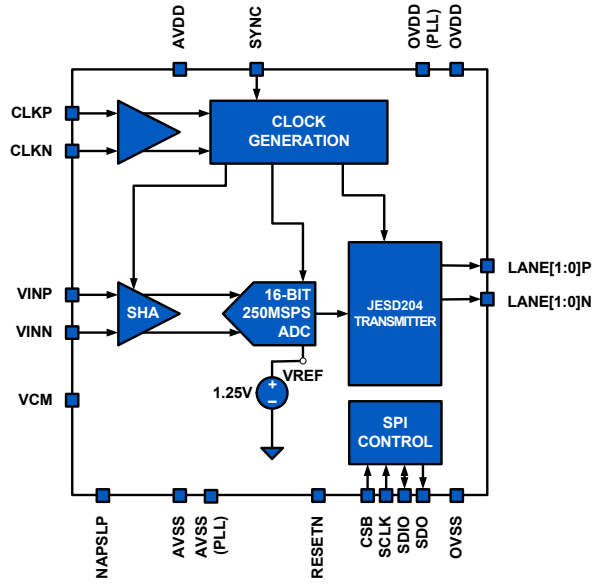 AVDD
SYNC
OVDD
(PLL)
OVDD
CLKP
CLKN
CLOCK
GENERATION
VINP
VINN
SHA
16-BIT
250MSPS
ADC
JESD204
TRANSMITTER
LANE[1:0]P
LANE[1:0]N
VREF
1.25V
+
–
VCM
SPI
CONTROL
NAPSLP
AVSS
AVSS
(PLL)
RESETN
CSB
SCLK
SDIO
SDO
OVSS